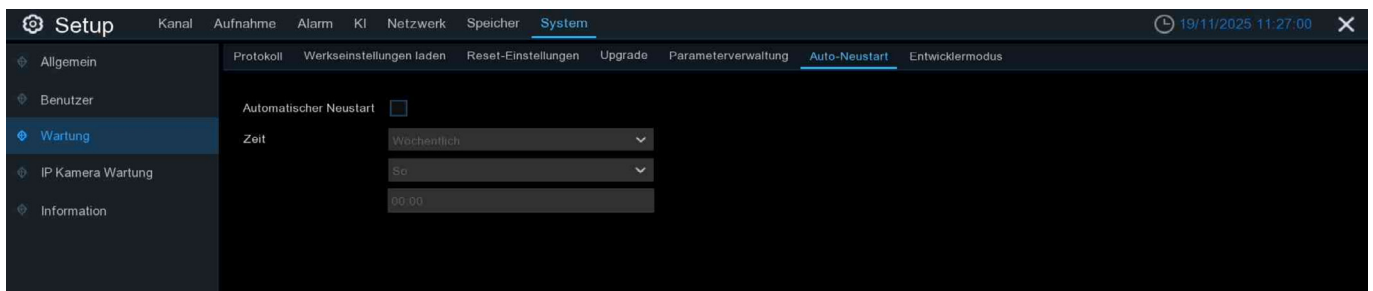 Setup Kanal Aufnahme Alarm KI Netzwerk Speicher System 19/11/2025 11:27:00
Protokoll Werkseinstellungen laden Reset-Einstellungen Upgrade Parameterverwaltung Auto-Neustart Entwicklermodus
Allgemein
Benutzer
Wartung
IP Kamera Wartung
Information
Automatischer Neustart
Zeit Wöchentlich
So
00:00